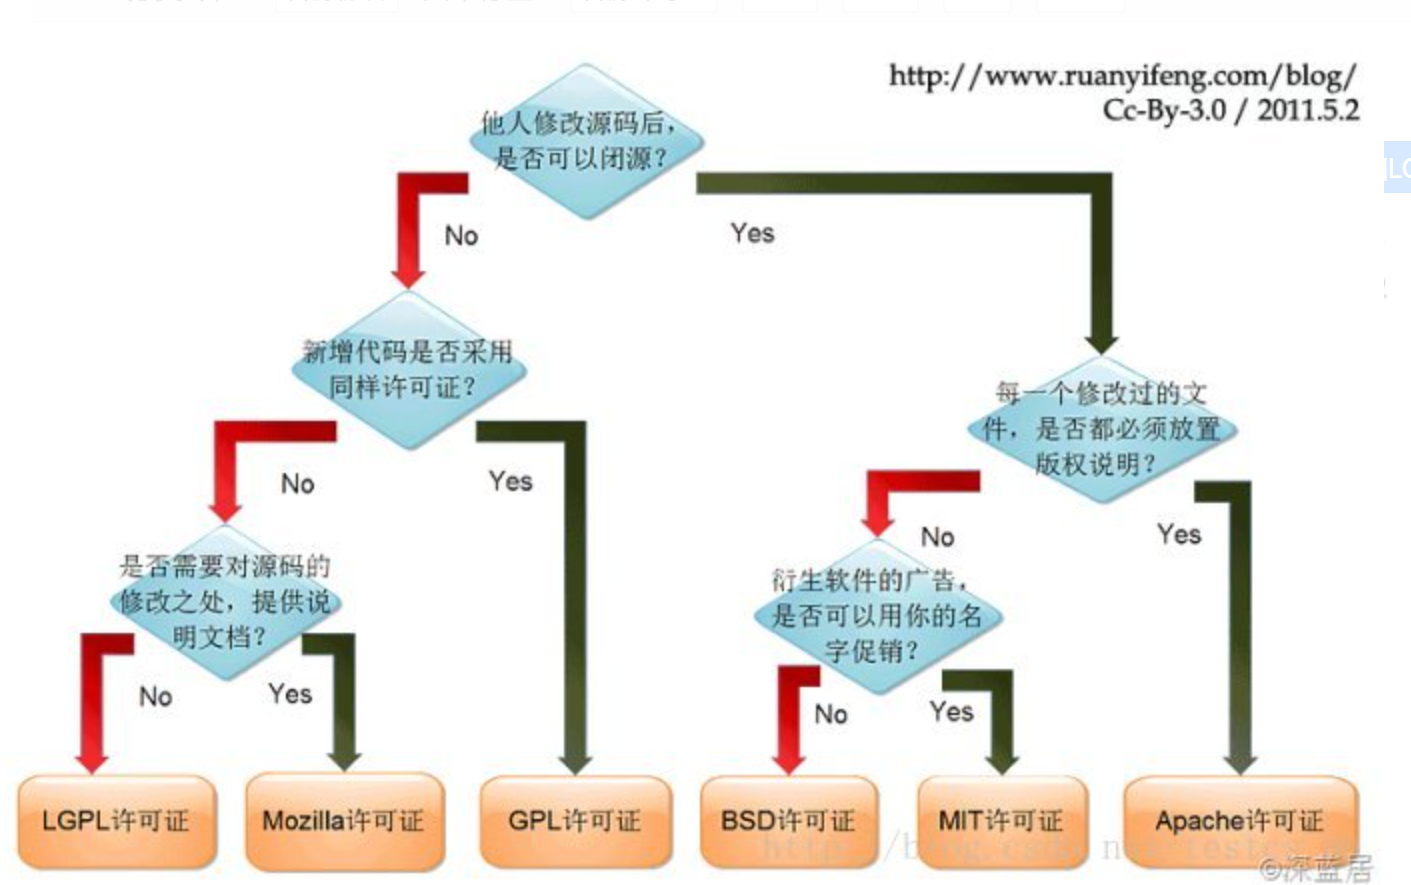 http://www.ruanyifeng.com/blog/
Cc-By-3.0 / 2011.5.2
他人修改源码后，
是否可以闭源？
No
Yes
新增代码是否采用
同样许可证？
每一个修改过的文
件，是否都必须放置
版权说明？
No
Yes
No
Yes
是否需要对源码的
修改之处，提供说
明文档？
衍生软件的广告，
是否可以用你的名
字促销？
No
Yes
No
Yes
LGPL许可证
Mozilla许可证
GPL许可证
BSD许可证
MIT许可证
Apache许可证
©深蓝居